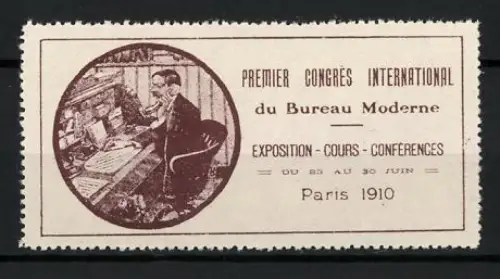 PREMIER CONGRÈS INTERNATIONAL
du Bureau Moderne
EXPOSITION - COURS - CONFÉRENCES
DU 25 AU 30 JUIN
Paris 1910